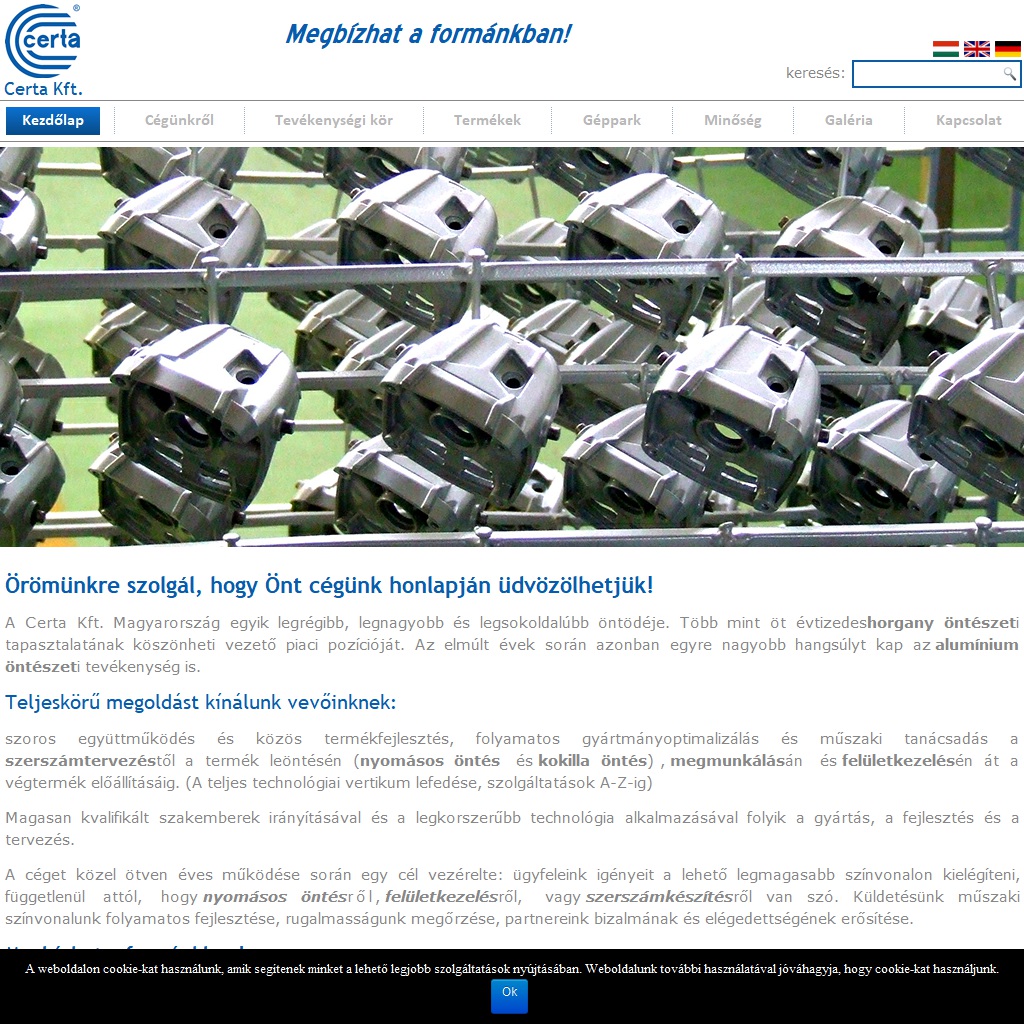 certa®
Certa Kft.
Megbízhat a formánkban!
keresés:
Kezdőlap
Cégünkről
Tevékenységi kör
Termékek
Géppark
Minőség
Galéria
Kapcsolat
Örömünkre szolgál, hogy Önt cégünk honlapján üdvözölhetjük!
A Certa Kft. Magyarország egyik legrégibb, legnagyobb és legsokoldalúbb öntödéje. Több mint öt évtizedeshorgany öntészeti
tapasztalatának köszönheti vezető piaci pozícióját. Az elmúlt évek során azonban egyre nagyobb hangsúlyt kap az alumínium
öntészeti tevékenység is.
Teljeskörű megoldást kínálunk vevőinknek:
szoros együttműködés és közös termékfejlesztés, folyamatos gyártmányoptimalizálás és műszaki tanácsadás a
szerszámtervezéstől a termék leöntésén (nyomásos öntés és kokilla öntés) , megmunkálásán és felületkezelésén át a
végtermék előállításáig. (A teljes technológiai vertikum lefedése, szolgáltatások A-Z-ig)
Magasan kvalifikált szakemberek irányításával és a legkorszerűbb technológia alkalmazásával folyik a gyártás, a fejlesztés és a
tervezés.
A céget közel ötven éves működése során egy cél vezérelte: ügyfeleink igényeit a lehető legmagasabb színvonalon kielégíteni,
függetlenül attól, hogy nyomásos öntésről, felületkezelésről, vagy szerszámkészítésről van szó. Küldetésünk műszaki
színvonalunk folyamatos fejlesztése, rugalmasságunk megőrzése, partnereink bizalmának és elégedettségének erősítése.
A weboldalon cookie-kat használunk, amik segítenek minket a lehető legjobb szolgáltatások nyújtásában. Weboldalunk további használatával jóváhagyja, hogy cookie-kat használjunk.
Ok